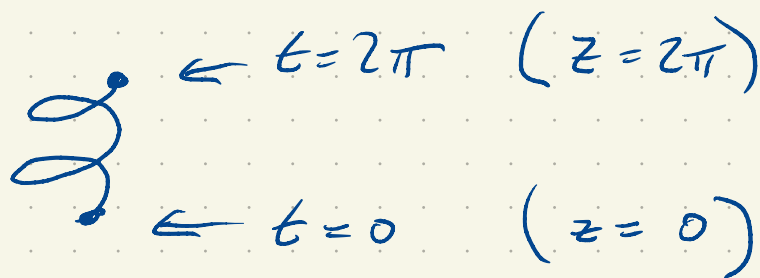 ← t = 2π (z = 2π)
← t = 0 (z = 0)